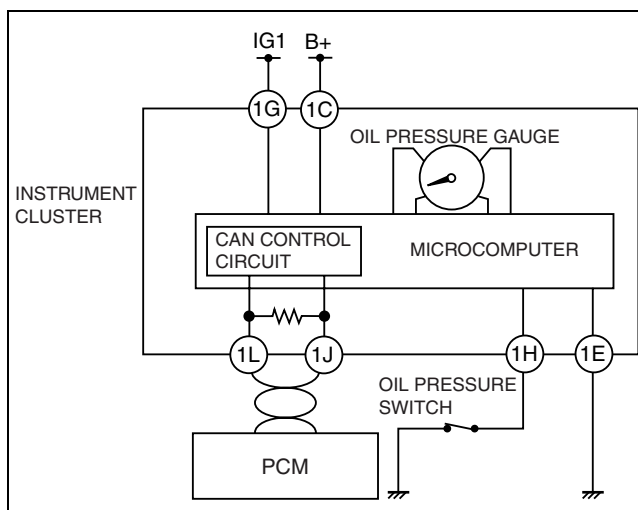 IG1 B+
1G 1C
OIL PRESSURE GAUGE
INSTRUMENT
CLUSTER
CAN CONTROL
CIRCUIT
MICROCOMPUTER
1L 1J 1H 1E
OIL PRESSURE
SWITCH
PCM